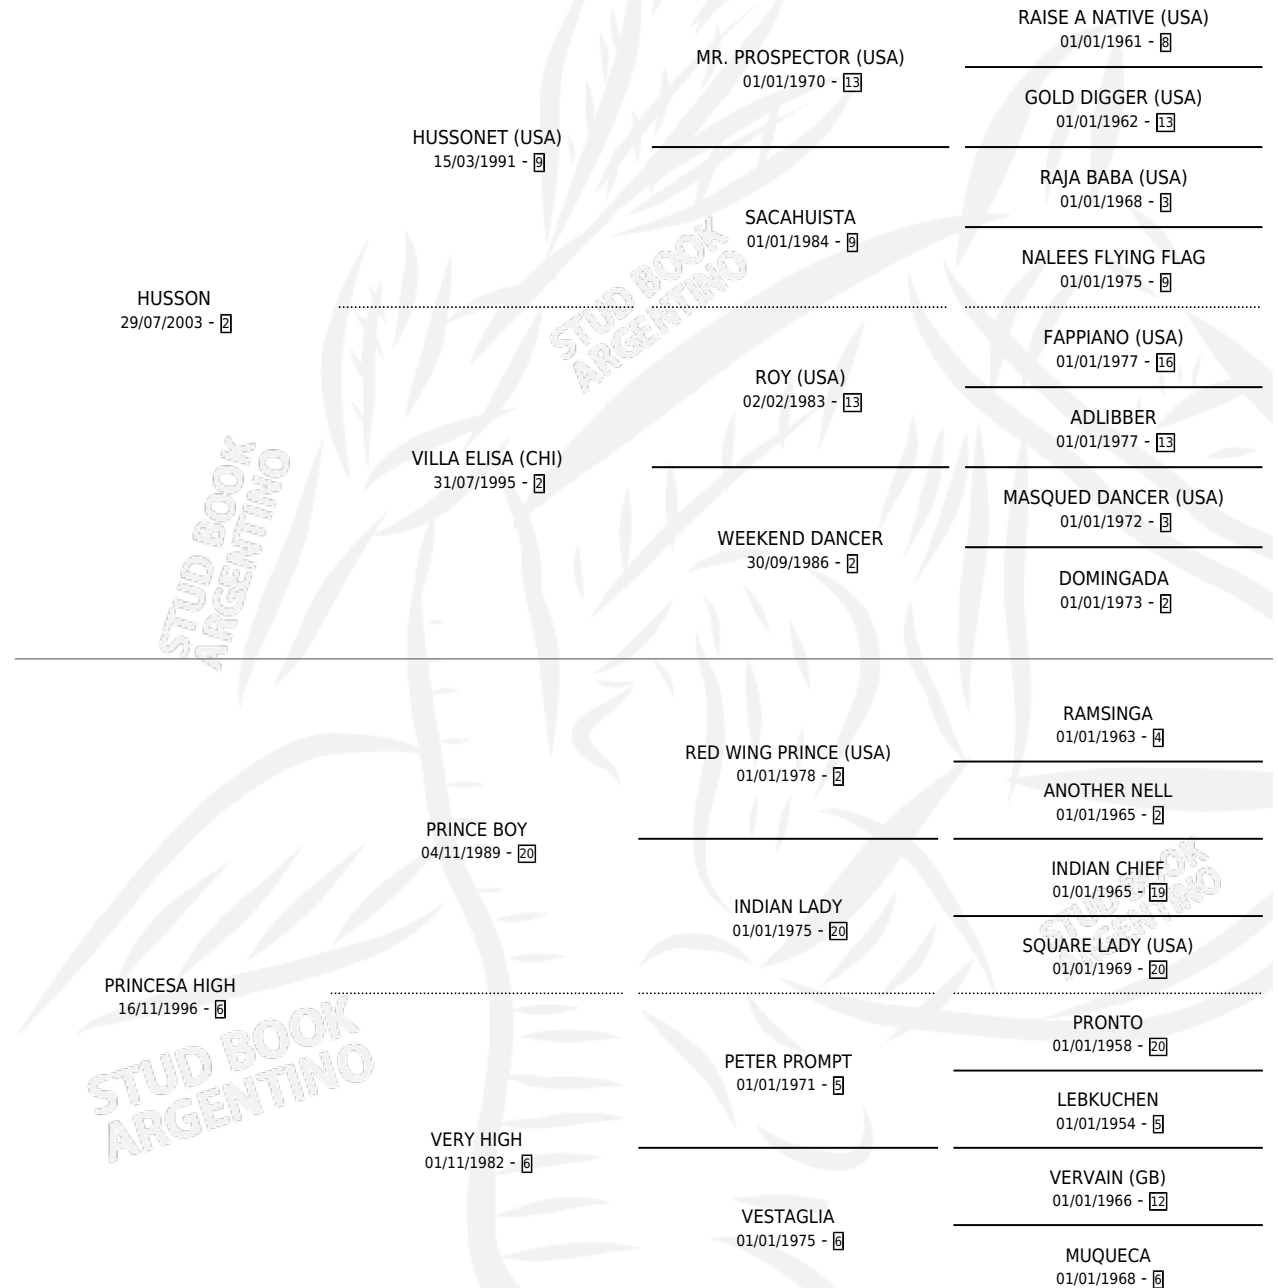 RAISE A NATIVE (USA)
01/01/1961 - 8
MR. PROSPECTOR (USA)
01/01/1970 - 13
GOLD DIGGER (USA)
01/01/1962 - 13
HUSSONET (USA)
15/03/1991 - 9
RAJA BABA (USA)
01/01/1968 - 3
SACAHUISTA
01/01/1984 - 9
NALEES FLYING FLAG
01/01/1975 - 9
HUSSON
29/07/2003 - 2
STUD BOOK
ARGENTINO
FAPPIANO (USA)
01/01/1977 - 16
ROY (USA)
02/02/1983 - 13
ADLIBBER
01/01/1977 - 13
VILLA ELISA (CHI)
31/07/1995 - 2
MASQUED DANCER (USA)
01/01/1972 - 3
WEEKEND DANCER
30/09/1986 - 2
DOMINGADA
01/01/1973 - 2
STUD BOOK
ARGENTINO
RAMSINGA
01/01/1963 - 4
RED WING PRINCE (USA)
01/01/1978 - 2
ANOTHER NELL
01/01/1965 - 2
PRINCE BOY
04/11/1989 - 20
INDIAN CHIEF
01/01/1965 - 19
INDIAN LADY
01/01/1975 - 20
SQUARE LADY (USA)
01/01/1969 - 20
STUD BOOK
ARGENTINO
PRINCESA HIGH
16/11/1996 - 6
STUD BOOK
ARGENTINO
PRONTO
01/01/1958 - 20
PETER PROMPT
01/01/1971 - 5
LEBKUCHEN
01/01/1954 - 5
VERY HIGH
01/11/1982 - 6
VERVAIN (GB)
01/01/1966 - 12
VESTAGLIA
01/01/1975 - 6
MUQUECA
01/01/1968 - 6